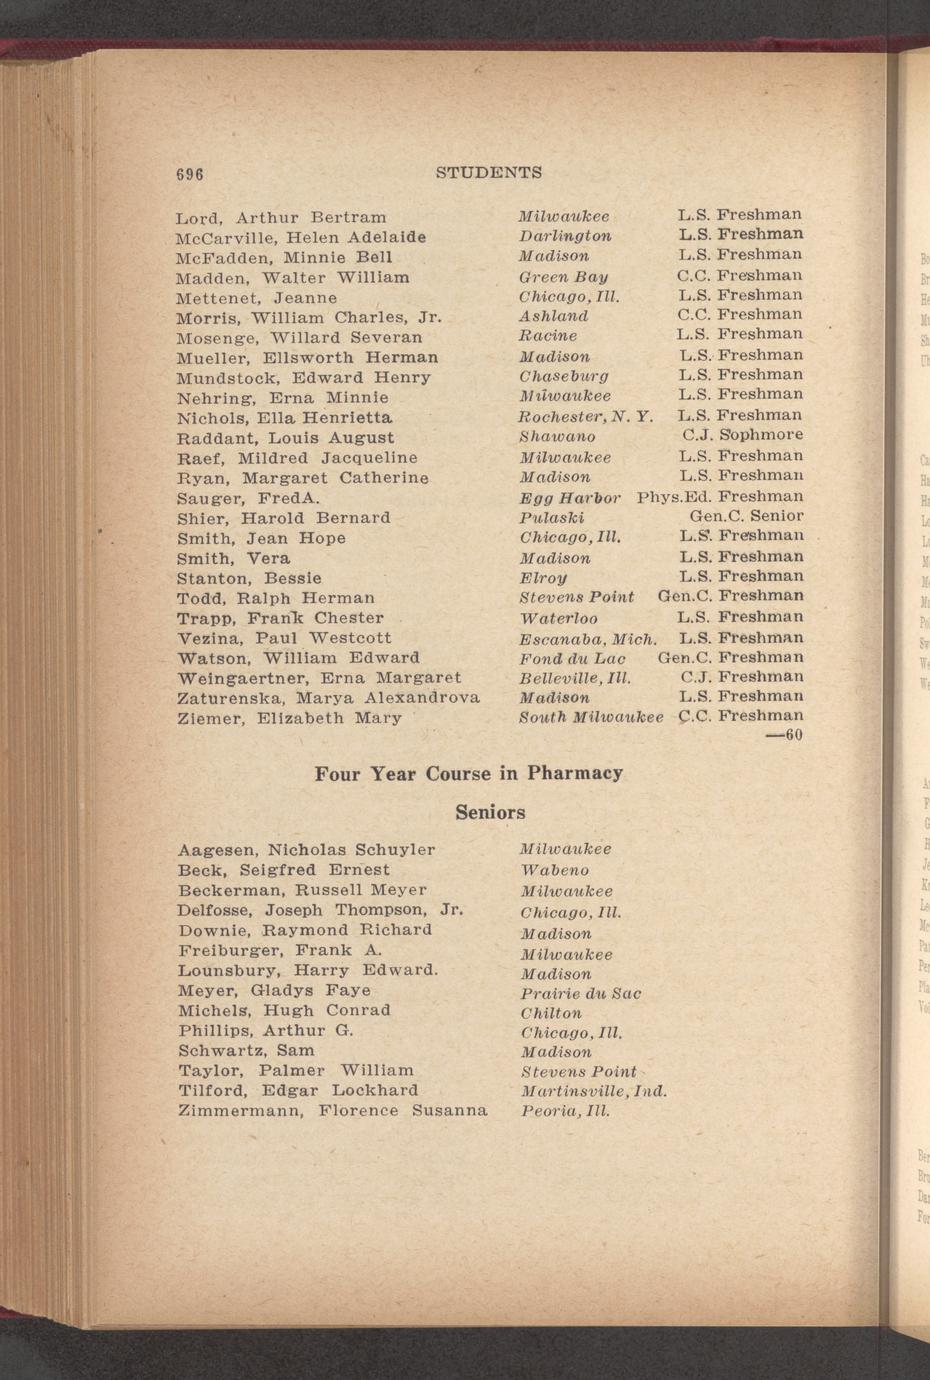 696 STUDENTS
Lord, Arthur Bertram Milwaukee L.S. Freshman
McCarville, Helen Adelaide Darlington L.S. Freshman
McFadden, Minnie Bell Madison L.S. Freshman
Madden, Walter William Green Bay C.C. Freshman
Mettenet, Jeanne Chicago, Ill. L.S. Freshman
Morris, William Charles, Jr. Ashland C.C. Freshman
Mosenge, Willard Severan Racine L.S. Freshman
Mueller, Ellsworth Herman Madison L.S. Freshman
Mundstock, Edward Henry Chaseburg L.S. Freshman
Nehring, Erna Minnie Milwaukee L.S. Freshman
Nichols, Ella Henrietta Rochester, N. Y. L.S. Freshman
Raddant, Louis August Shawano C.J. Sophmore
Raef, Mildred Jacqueline Milwaukee L.S. Freshman
Ryan, Margaret Catherine Madison L.S. Freshman
Sauger, FredA. Egg Harbor Phys.Ed. Freshman
Shier, Harold Bernard Pulaski Gen.C. Senior
Smith, Jean Hope Chicago, Ill. L.S. Freshman
Smith, Vera Madison L.S. Freshman
Stanton, Bessie Elroy L.S. Freshman
Todd, Ralph Herman Stevens Point Gen.C. Freshman
Trapp, Frank Chester Waterloo L.S. Freshman
Vezina, Paul Westcott Escanaba, Mich. L.S. Freshman
Watson, William Edward Fond du Lac Gen.C. Freshman
Weingaertner, Erna Margaret Belleville, Ill. C.J. Freshman
Zaturenska, Marya Alexandrova Madison L.S. Freshman
Ziemer, Elizabeth Mary South Milwaukee C.C. Freshman
—60
Four Year Course in Pharmacy
Seniors
Aagesen, Nicholas Schuyler Milwaukee
Beck, Seigfred Ernest Wabeno
Beckerman, Russell Meyer Milwaukee
Delfosse, Joseph Thompson, Jr. Chicago, Ill.
Downie, Raymond Richard Madison
Freiburger, Frank A. Milwaukee
Lounsbury, Harry Edward. Madison
Meyer, Gladys Faye Prairie du Sac
Michels, Hugh Conrad Chilton
Phillips, Arthur G. Chicago, Ill.
Schwartz, Sam Madison
Taylor, Palmer William Stevens Point
Tilford, Edgar Lockhard Martinsville, Ind.
Zimmermann, Florence Susanna Peoria, Ill.